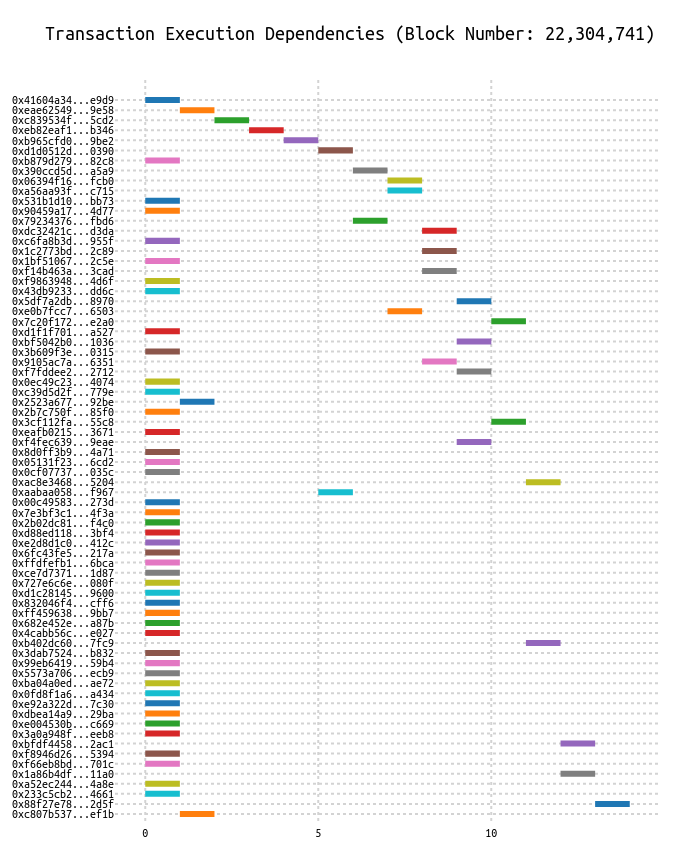 Transaction Execution Dependencies (Block Number: 22,304,741)
0x41604a34...e9d9
0xeae62549...9e58
0xc839534f...5cd2
0xeb82eaf1...b346
0xb965cfd0...9be2
0xd1d0512d...0390
0xb879d279...82c8
0x390ccd5d...a5a9
0x06394f16...fcb0
0xa56aa93f...c715
0x531b1d10...bb73
0x90459a17...4d77
0x79234376...fbd6
0xdc32421c...d3da
0xc6fa8b3d...955f
0x1c2773bd...2c89
0x1bf51067...2c5e
0xf14b463a...3cad
0xf9863948...4d6f
0x43db9233...dd6c
0x5df7a2db...8970
0xe0b7fcc7...6503
0x7c20f172...e2a0
0xd1f1f701...a527
0xbf5042b0...1036
0x3b609f3e...0315
0x9105ac7a...6351
0xf7fddee2...2712
0x0ec49c23...4074
0xc39d5d2f...779e
0x2523a677...92be
0x2b7c750f...85f0
0x3cf112fa...55c8
0xeafb0215...3671
0xf4fec639...9eae
0x8d0ff3b9...4a71
0x05131f23...6cd2
0x0cf07737...035c
0xac8e3468...5204
0xaabaa058...f967
0x00c49583...273d
0x7e3bf3c1...4f3a
0x2b02dc81...f4c0
0xd88ed118...3bf4
0xe2d8d1c0...412c
0x6fc43fe5...217a
0xffdfefb1...6bca
0xce7d7371...1d87
0x727e6c6e...080f
0xd1c28145...9600
0x832046f4...cff6
0xff459638...9bb7
0x682e452e...a87b
0x4cabb56c...e027
0xb402dc60...7fc9
0x3dab7524...b832
0x99eb6419...59b4
0x5573a706...ecb9
0xba04a0ed...ae72
0x0fd8f1a6...a434
0xe92a322d...7c30
0xdbea14a9...29ba
0xe004530b...c669
0x3a0a948f...eeb8
0xbfdf4458...2ac1
0xf8946d26...5394
0xf66eb8bd...701c
0x1a86b4df...11a0
0xa52ec244...4a8e
0x233c5cb2...4661
0x88f27e78...2d5f
0xc807b537...ef1b
0 5 10